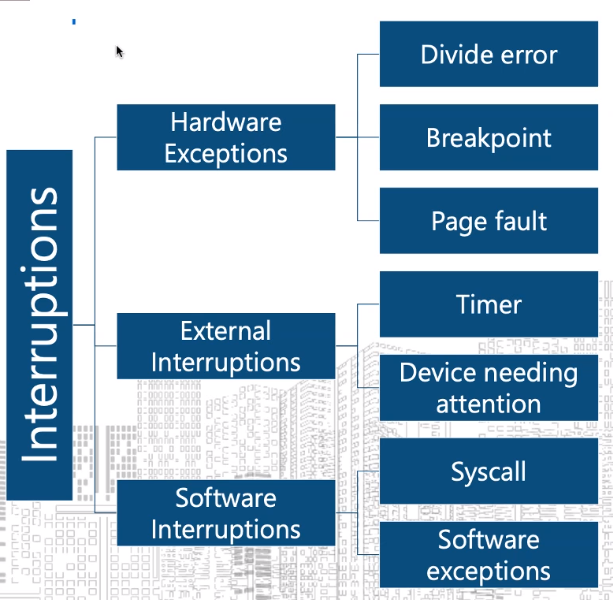 Interruptions
Hardware
Exceptions
Divide error
Breakpoint
Page fault
External
Interruptions
Timer
Device needing
attention
Software
Interruptions
Syscall
Software
exceptions